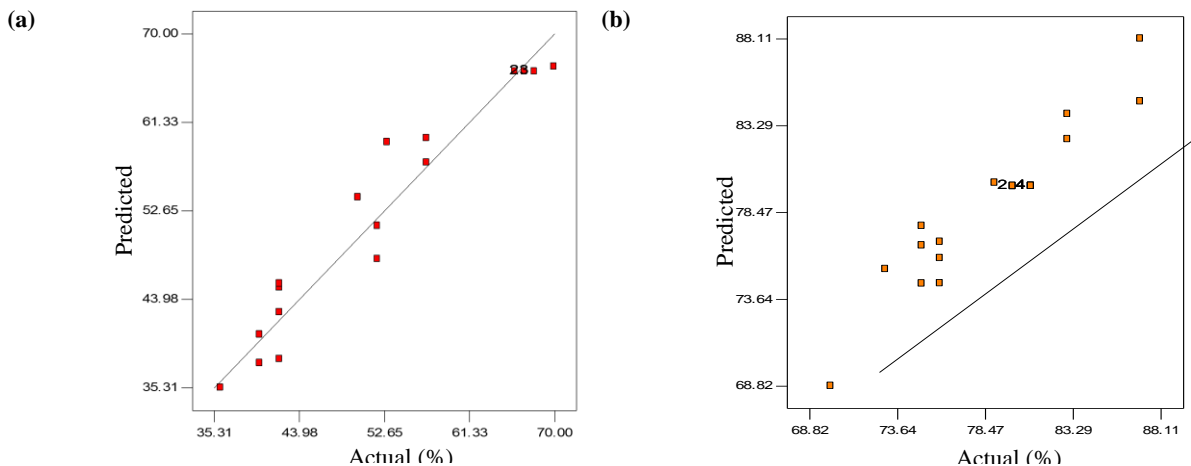 (a)
70.00
61.33
52.65
43.98
35.31
Predicted
35.31 43.98 52.65 61.33 70.00
Actual (%)
(b)
88.11
83.29
78.47
73.64
68.82
Predicted
2 4
68.82 73.64 78.47 83.29 88.11
Actual (%)